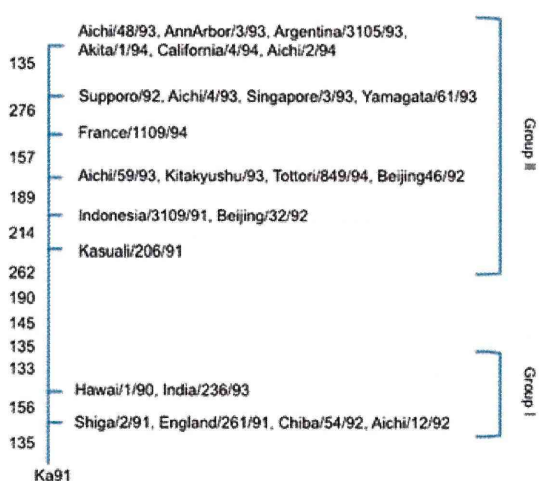 Aichi/48/93, AnnArbor/3/93, Argentina/3105/93,
Akita/1/94, California/4/94, Aichi/2/94
135
Supporo/92, Aichi/4/93, Singapore/3/93, Yamagata/61/93
276
France/1109/94
157
Aichi/59/93, Kitakyushu/93, Tottori/849/94, Beijing46/92
189
Indonesia/3109/91, Beijing/32/92
214
Kasuali/206/91
262
190
145
135
133
Hawai/1/90, India/236/93
156
Shiga/2/91, England/261/91, Chiba/54/92, Aichi/12/92
135
Ka91
Group II
Group I